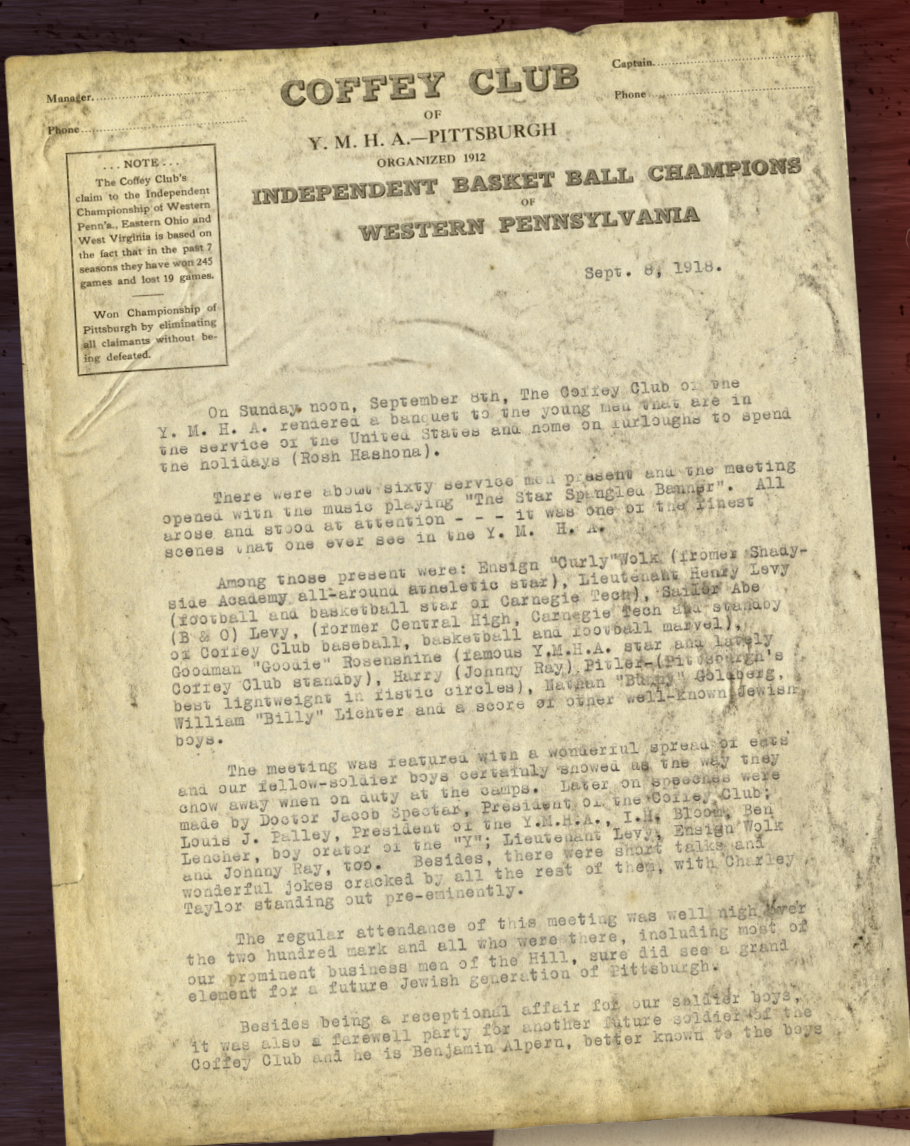 Manager
Phone
COFFEY CLUB
OF
Y. M. H. A.—PITTSBURGH
ORGANIZED 1912
INDEPENDENT BASKET BALL CHAMPIONS
OF
WESTERN PENNSYLVANIA
Captain
Phone
... NOTE ...
The Coffey Club's
claim to the Independent
Championship of Western
Penn'a., Eastern Ohio and
West Virginia is based on
the fact that in the past 7
seasons they have won 245
games and lost 19 games.
Won Championship of
Pittsburgh by eliminating
all claimants without be-
ing defeated.
Sept. 8, 1918.
On Sunday noon, September 8th, The Coffey Club of the
Y. M. H. A. rendered a banquet to the young men that are in
the service of the United States and home on furloughs to spend
the holidays (Rosh Hashona).
There were about sixty service men present and the meeting
opened with the music playing "The Star Spangled Banner". All
arose and stood at attention - - - it was one of the finest
scenes that one ever see in the Y. M. H. A.
Among those present were: Ensign "Curly"Wolk (fromer Shady-
side Academy all-around atheletic star), Lieutenant Henry Levy
(football and basketball star of Carnegie Tech), Sailor Abe
(B & O) Levy, (former Central High, Carnegie Tech and standby
of Coffey Club baseball, basketball and football marvel),
Goodman "Goodie" Rosenshine (famous Y.M.H.A. star and lately
Coffey Club standby), Harry (Johnny Ray) Pitler-(Pittsburgh's
best lightweight in fistic circles), Nathan Goldberg,
William "Billy" Lichter and a score of other well-known Jewish
boys.
The meeting was featured with a wonderful spread of eats
and our fellow-soldier boys certainly showed us the way they
chow away when on duty at the camps. Later on speeches were
made by Doctor Jacob Spectar, President of the Coffey Club;
Louis J. Palley, President of the Y.M.H.A., I.H. Bloom, Ben
Lencher, boy orator of the "Y"; Lieutenant Levy, Ensign Wolk
and Johnny Ray, too. Besides, there were short talks and
wonderful jokes cracked by all the rest of them, with Charley
Taylor standing out pre-eminently.
The regular attendance of this meeting was well nigh over
the two hundred mark and all who were there, including most of
our prominent business men of the Hill, sure did see a grand
element for a future Jewish generation of Pittsburgh.
Besides being a receptional affair for our soldier boys,
it was also a farewell party for another future soldier of the
Coffey Club and he is Benjamin Alpern, better known to the boys